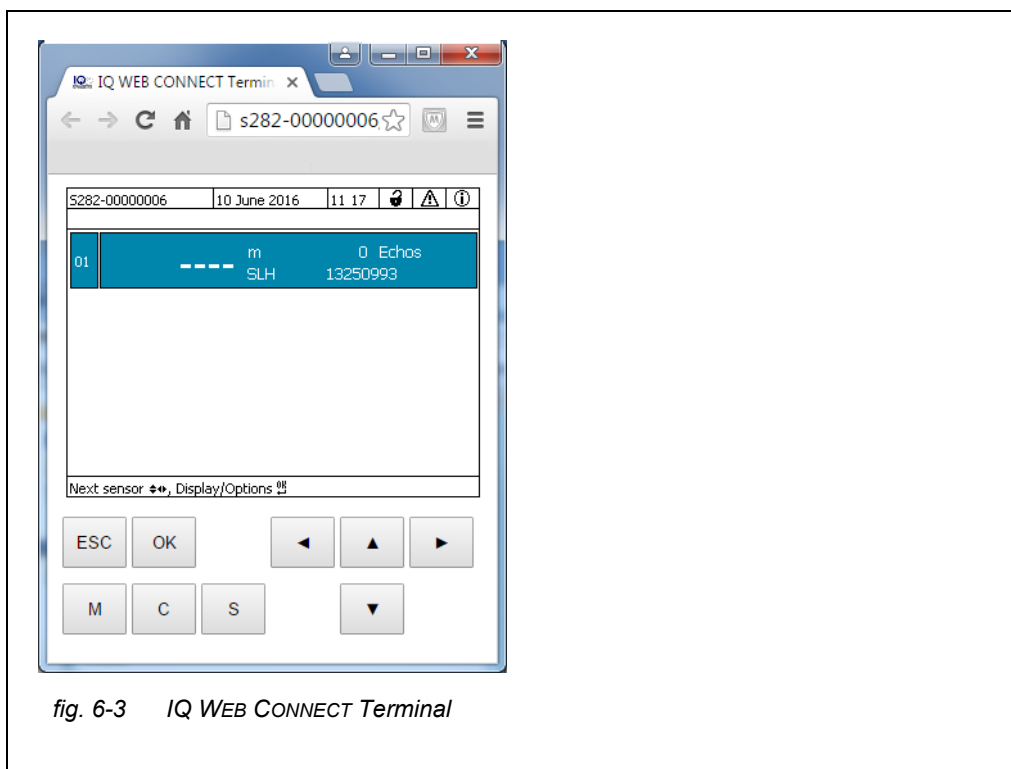 IQ WEB CONNECT Termin
s282-00000006
S282-00000006 10 June 2016 11 17
01 ---- m 0 Echos
SLH 13250993
Next sensor, Display/Options OK
ESC OK
M C S
fig. 6-3 IQ WEB CONNECT Terminal